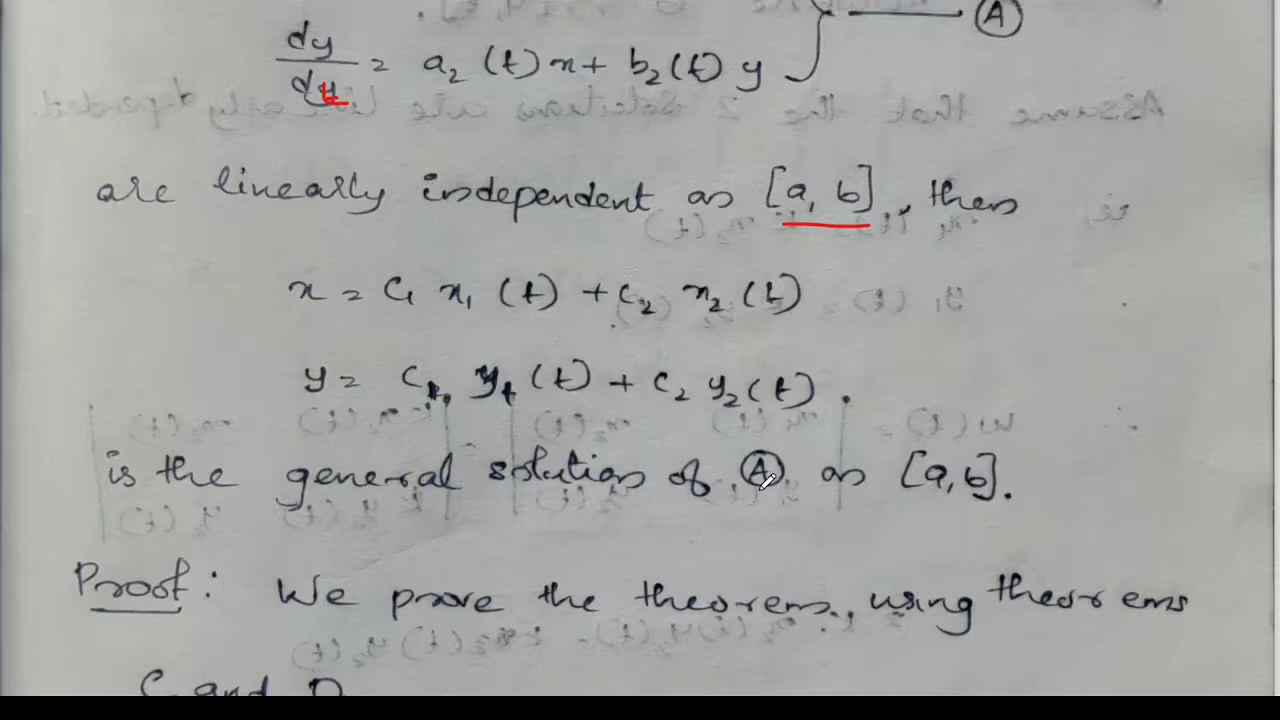 dy/dt = a₂ (t) x + b₂(t) y } —— Ⓐ
are linearly independent on [a, b], then
x = c₁ x₁ (t) + c₂ x₂ (t)
y = c₁ y₁ (t) + c₂ y₂ (t).
is the general solution of Ⓐ on [a, b].
Proof: We prove the theorem, using theorems
C and D